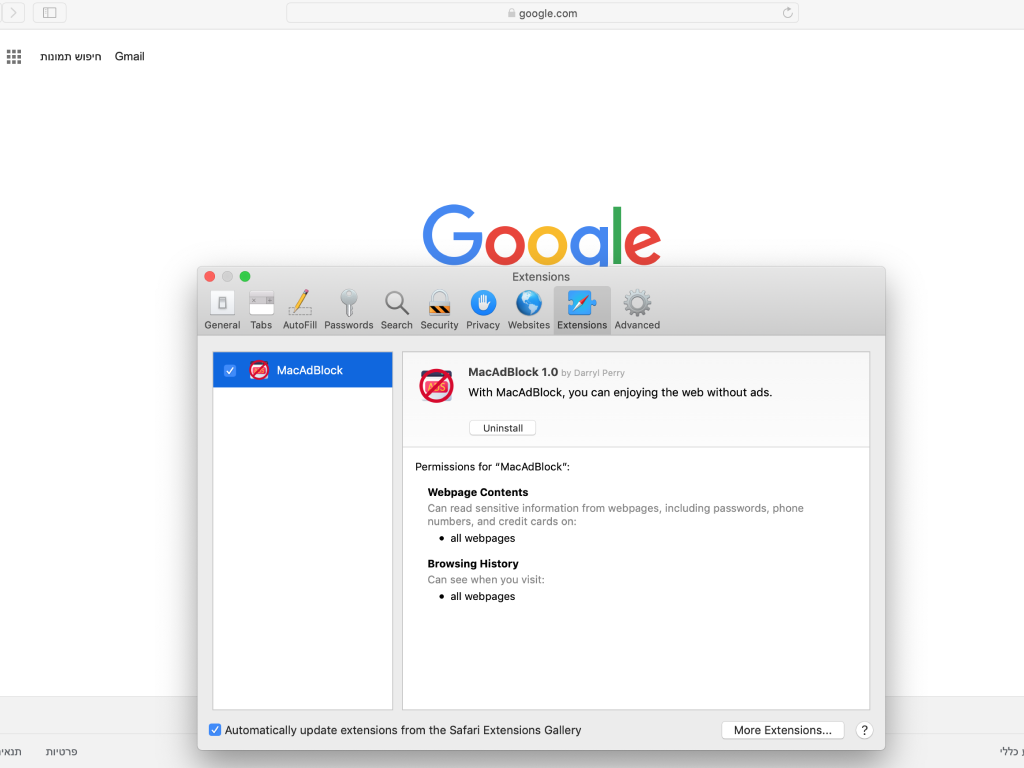 google.com
חיפוש תמונות Gmail
Google
Extensions
General Tabs AutoFill Passwords Search Security Privacy Websites Extensions Advanced
MacAdBlock
MacAdBlock 1.0 by Darryl Perry
With MacAdBlock, you can enjoying the web without ads.
ADS
Uninstall
Permissions for “MacAdBlock”:
Webpage Contents
Can read sensitive information from webpages, including passwords, phone
numbers, and credit cards on:
• all webpages
Browsing History
Can see when you visit:
• all webpages
Automatically update extensions from the Safari Extensions Gallery
More Extensions...
?
פרטיות
כללי